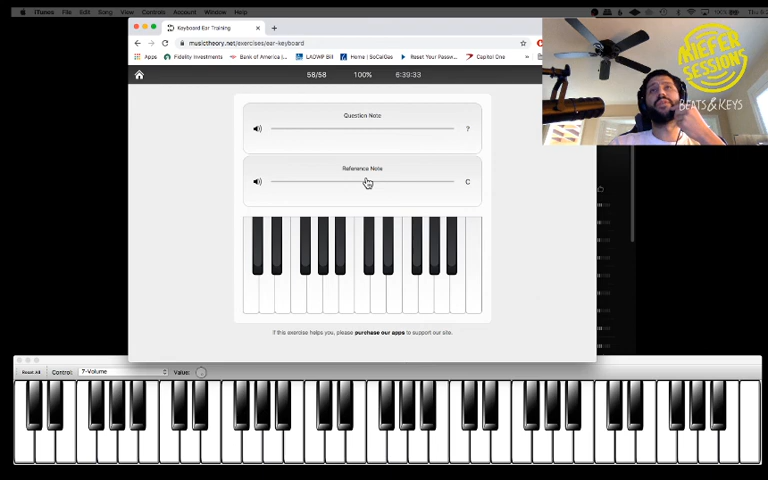 iTunes File Edit Song View Controls Account Window Help
100%
Keyboard Ear Training
musictheory.net/exercises/ear-keyboard
Apps Fidelity Investments Bank of America |... LADWP Bill Home | SoCalGas Reset Your Passw... Capital One
58/58 100% 6:39:33
Question Note
?
Reference Note
C
If this exercise helps you, please purchase our apps to support our site.
KIEFER
SESSIONS
BEATS&KEYS
Reset All Control: 7-Volume Value: